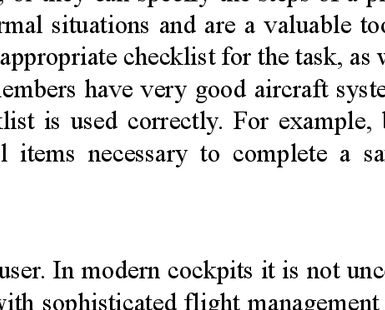 , or they can specify the steps of a p
rmal situations and are a valuable too
appropriate checklist for the task, as w
embers have very good aircraft syste
klist is used correctly. For example, b
l items necessary to complete a sa
user. In modern cockpits it is not unc
with sophisticated flight management